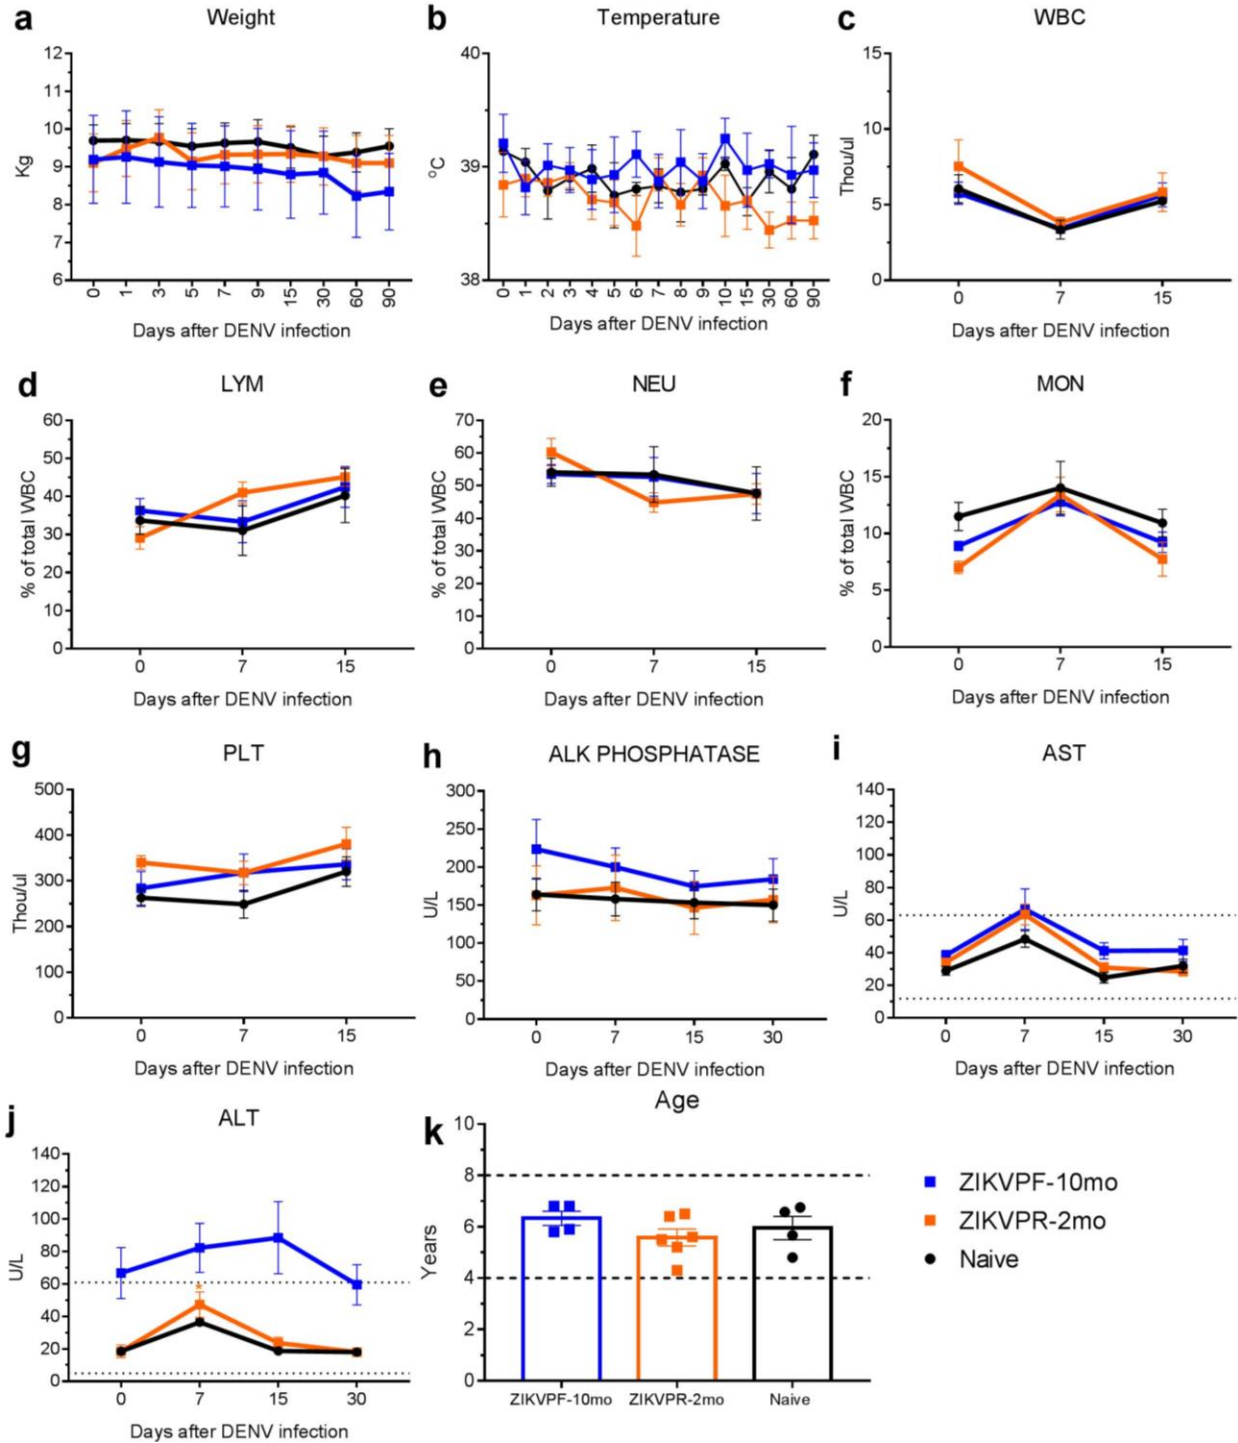 a
Weight
Kg
12
11
10
9
8
7
6
0 1 3 5 7 9 15 30 60 90
Days after DENV infection
b
Temperature
ºC
40
39
38
0 1 2 3 4 5 6 7 8 9 10 15 30 60 90
Days after DENV infection
c
WBC
Thou/ul
15
10
5
0
0 7 15
Days after DENV infection
d
LYM
% of total WBC
60
50
40
30
20
10
0
0 7 15
Days after DENV infection
e
NEU
% of total WBC
70
60
50
40
30
20
10
0
0 7 15
Days after DENV infection
f
MON
% of total WBC
20
15
10
5
0
0 7 15
Days after DENV infection
g
PLT
Thou/ul
500
400
300
200
100
0
0 7 15
Days after DENV infection
h
ALK PHOSPHATASE
U/L
300
250
200
150
100
50
0
0 7 15 30
Days after DENV infection
i
AST
U/L
140
120
100
80
60
40
20
0
0 7 15 30
Days after DENV infection
j
ALT
U/L
140
120
100
80
60
40
20
0
*
0 7 15 30
Days after DENV infection
k
Age
Years
10
8
6
4
2
0
ZIKVPF-10mo ZIKVPR-2mo Naive
ZIKVPF-10mo
ZIKVPR-2mo
Naive